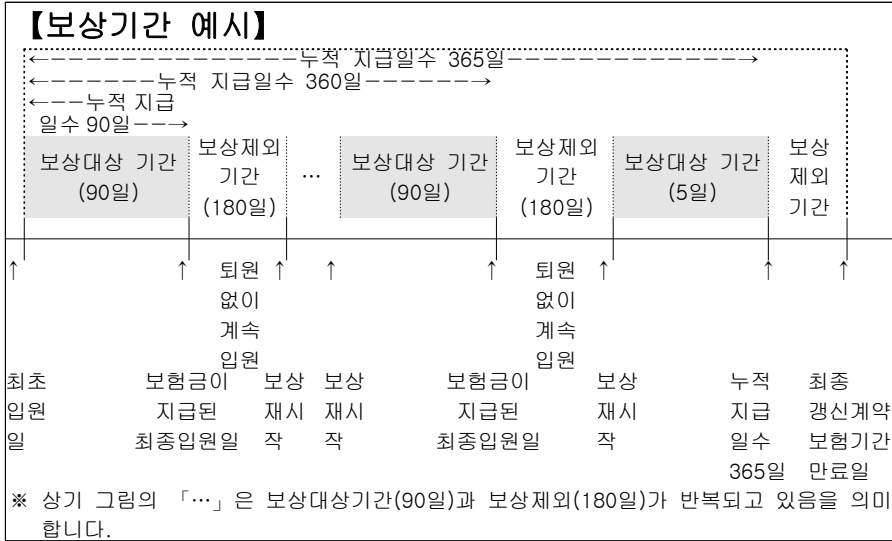 【보상기간 예시】
←--------------누적 지급일수 365일-------------→
←------누적 지급일수 360일------→
←--누적 지급
일수 90일--→
보상대상 기간
(90일)
보상제외
기간
(180일)
…
보상대상 기간
(90일)
보상제외
기간
(180일)
보상대상 기간
(5일)
보상
제외
기간
↑ ↑ ↑ ↑ ↑ ↑ ↑ ↑
퇴원
없이
계속
입원
퇴원
없이
계속
입원
최초
입원
일
보험금이
지급된
최종입원일
보상
재시
작
보상
재시
작
보험금이
지급된
최종입원일
보상
재시
작
누적
지급
일수
365일
최종
갱신계약
보험기간
만료일
※ 상기 그림의 「…」은 보상대상기간(90일)과 보상제외(180일)가 반복되고 있음을 의미
합니다.